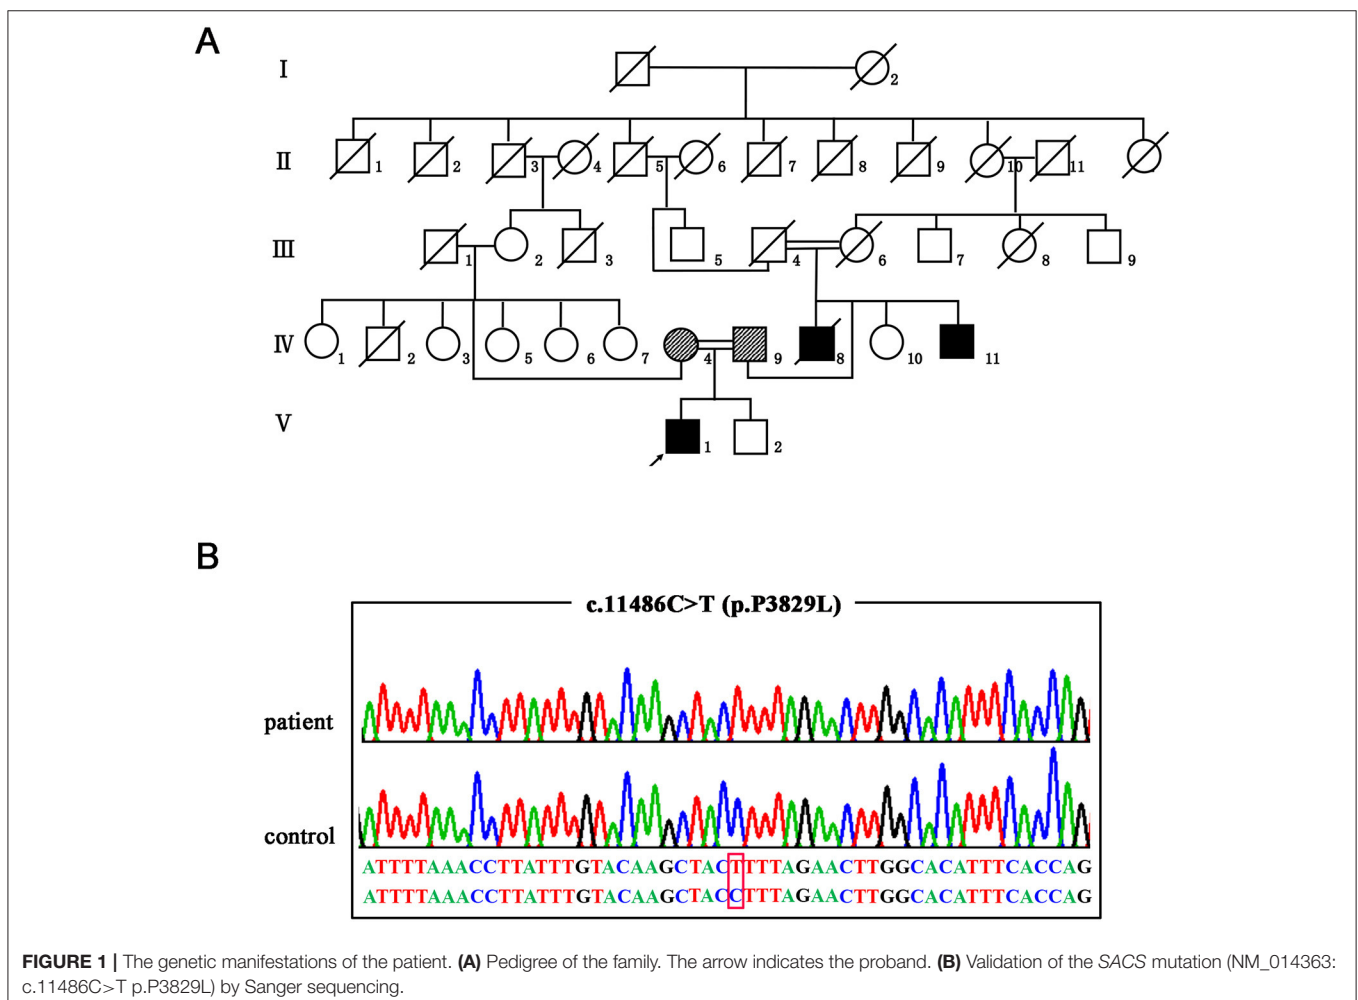 A
I
2
II
1 2 3 4 5 6 7 8 9 10 11
III
1 2 3 5 4 6 7 8 9
IV
1 2 3 5 6 7 4 9 8 10 11
V
1 2
B
c.11486C>T (p.P3829L)
patient
control
ATTTTAAACCTTATTTGTACAAGCTACTTTTAGAACTTGGCACATTTCACCAG
ATTTTAAACCTTATTTGTACAAGCTACCTTTAGAACTTGGCACATTTCACCAG
FIGURE 1 | The genetic manifestations of the patient. (A) Pedigree of the family. The arrow indicates the proband. (B) Validation of the SACS mutation (NM_014363:
c.11486C>T p.P3829L) by Sanger sequencing.